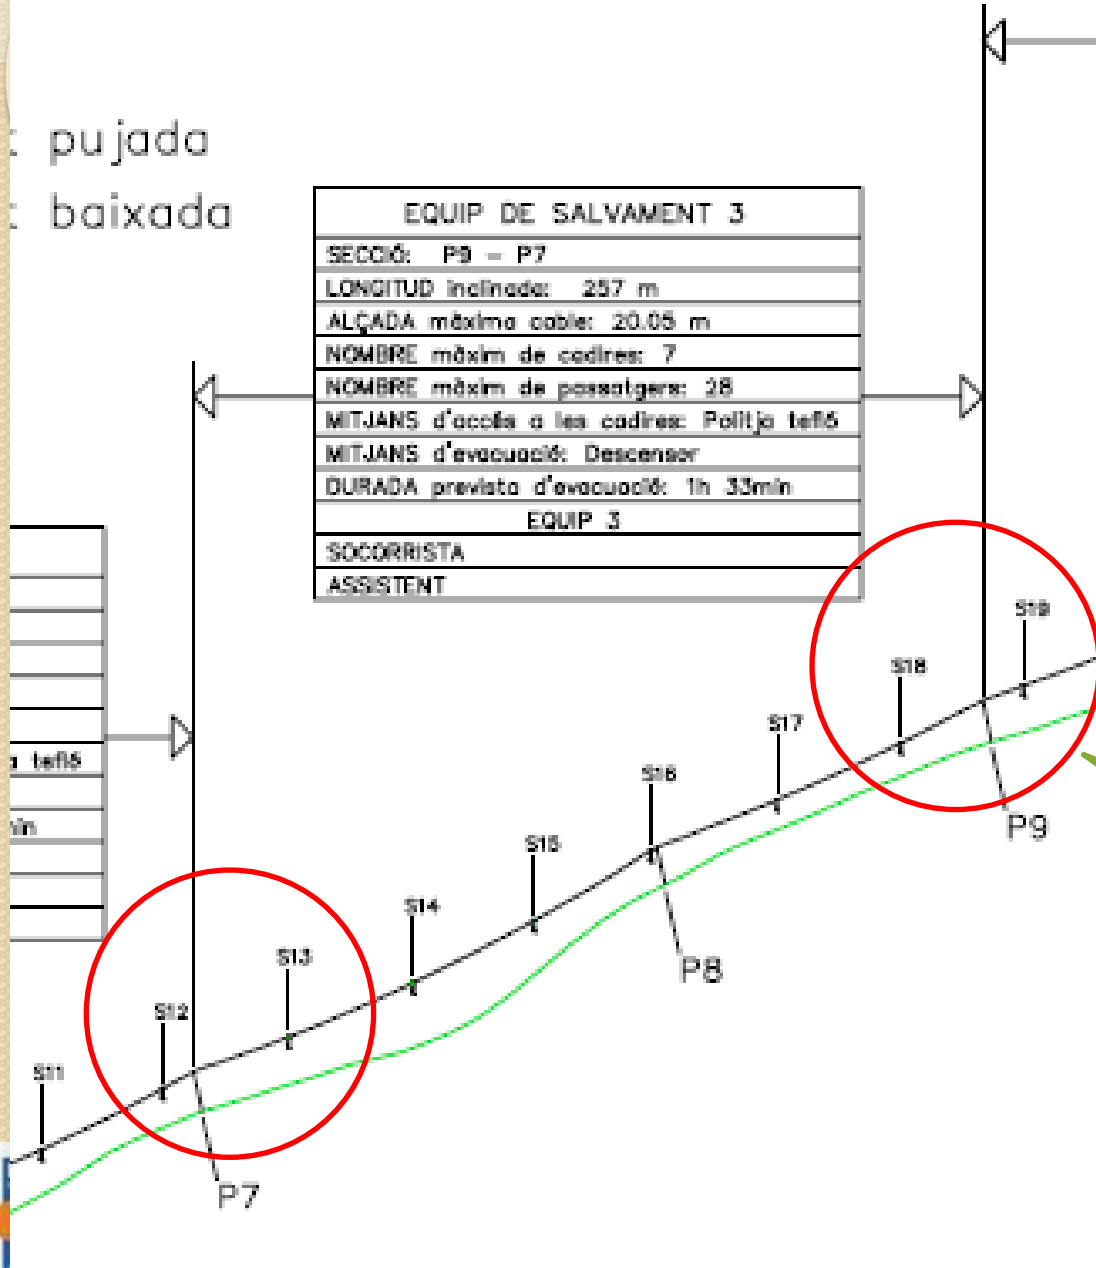 : pujada
: baixada
EQUIP DE SALVAMENT 3
SECCIÓ: P9 - P7
LONGITUD inclinada: 257 m
ALÇADA màxima cable: 20.05 m
NOMBRE màxim de cadires: 7
NOMBRE màxim de passatgers: 28
MITJANS d'accés a les cadires: Politja tefló
MITJANS d'evacuació: Descensor
DURADA prevista d'evacuació: 1h 33min
EQUIP 3
SOCORRISTA
ASSISTENT
tefló
S19
S18
S17
S16
S15
S14
S13
S12
S11
P9
P8
P7